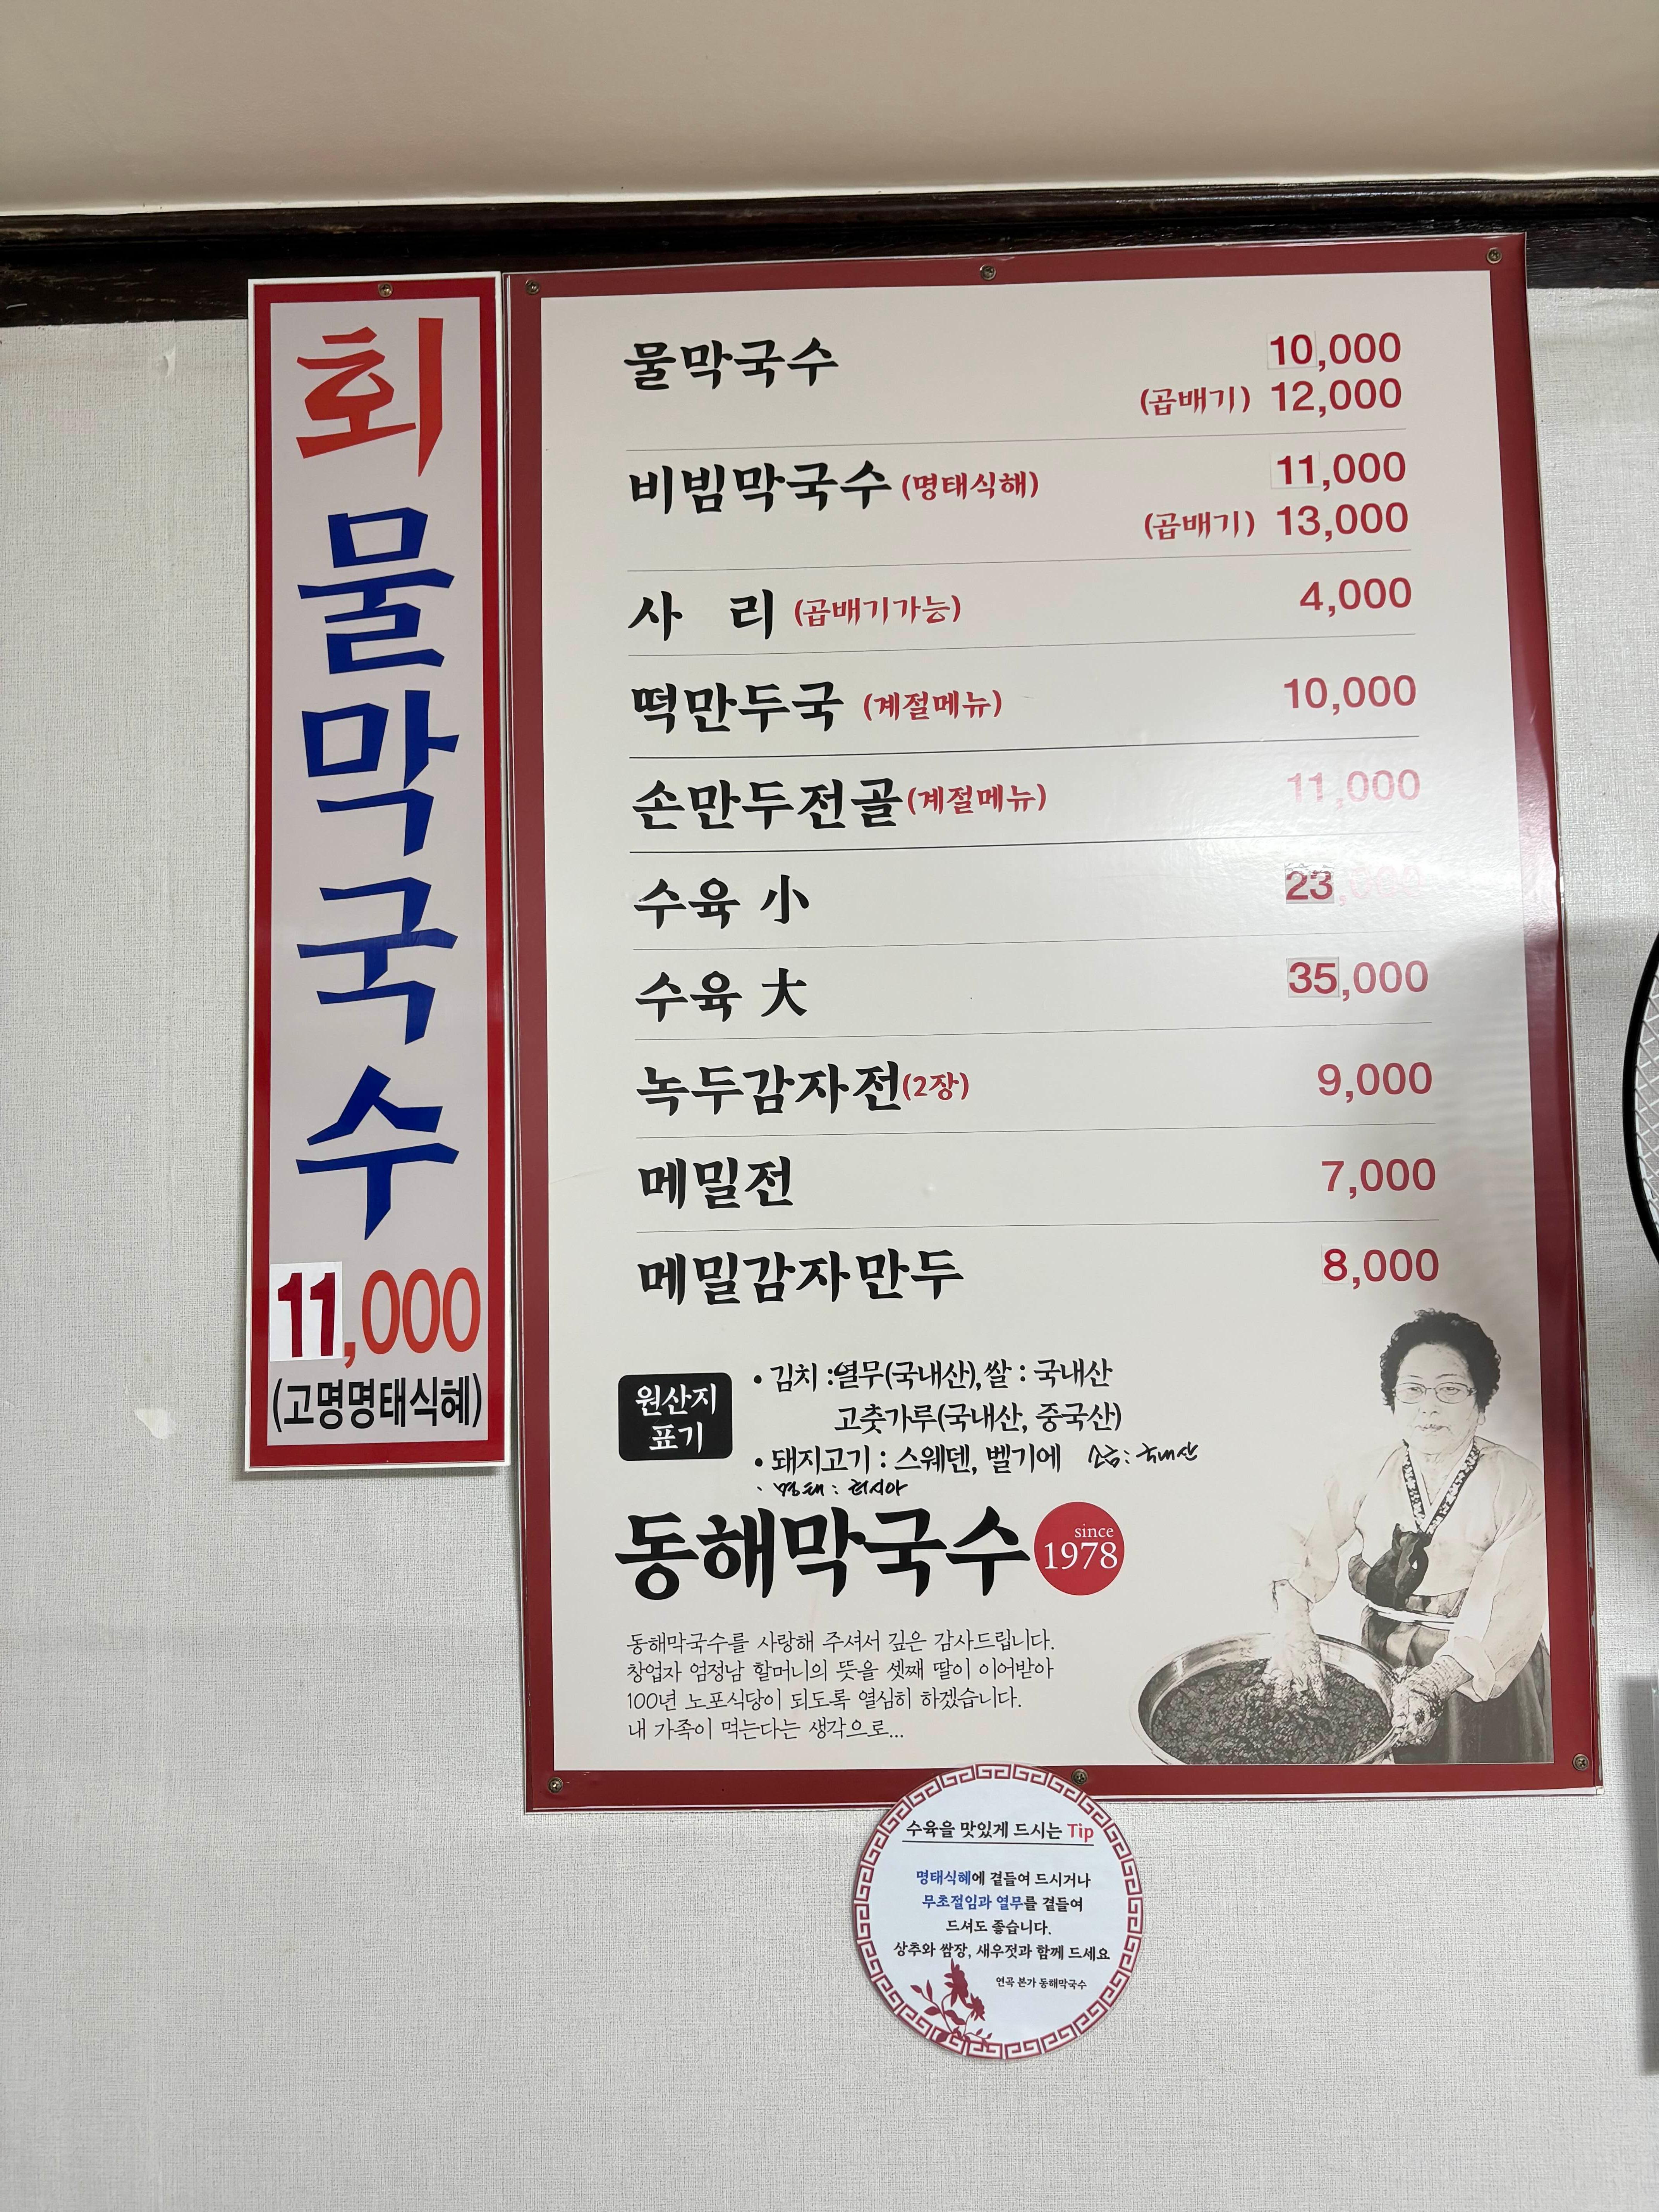 회
물
막
국
수
11,000
(고명명태식혜)
물막국수 10,000
(곱배기) 12,000
비빔막국수 (명태식해) 11,000
(곱배기) 13,000
사 리 (곱배기가능) 4,000
떡만두국 (계절메뉴) 10,000
손만두전골 (계절메뉴) 11,000
수육 小 23,000
수육 大 35,000
녹두감자전(2장) 9,000
메밀전 7,000
메밀감자만두 8,000
원산지
표기
• 김치 : 열무(국내산), 쌀 : 국내산
고춧가루(국내산, 중국산)
• 돼지고기 : 스웨덴, 벨기에 소금 : 국내산
· 명태 : 러시아
동해막국수 since 1978
동해막국수를 사랑해 주셔서 깊은 감사드립니다.
창업자 엄정남 할머니의 뜻을 셋째 딸이 이어받아
100년 노포식당이 되도록 열심히 하겠습니다.
내 가족이 먹는다는 생각으로...
수육을 맛있게 드시는 Tip
명태식혜에 곁들여 드시거나
무초절임과 열무를 곁들여
드셔도 좋습니다.
상추와 쌈장, 새우젓과 함께 드세요
연곡 본가 동해막국수